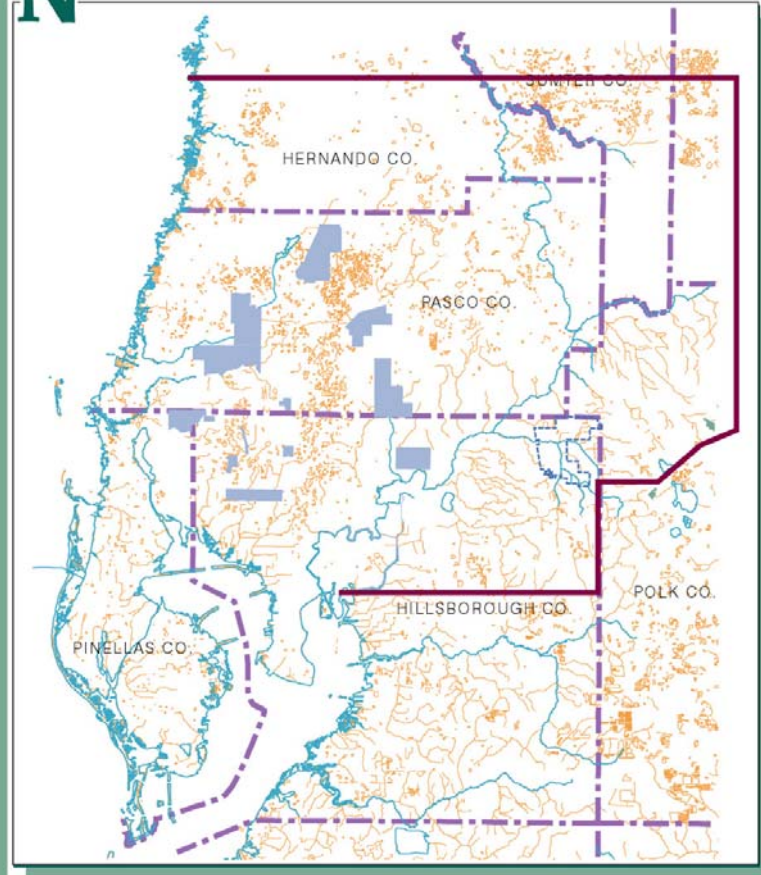 N
SUMTER CO.
HERNANDO CO.
PASCO CO.
POLK CO.
HILLSBOROUGH CO.
PINELLAS CO.